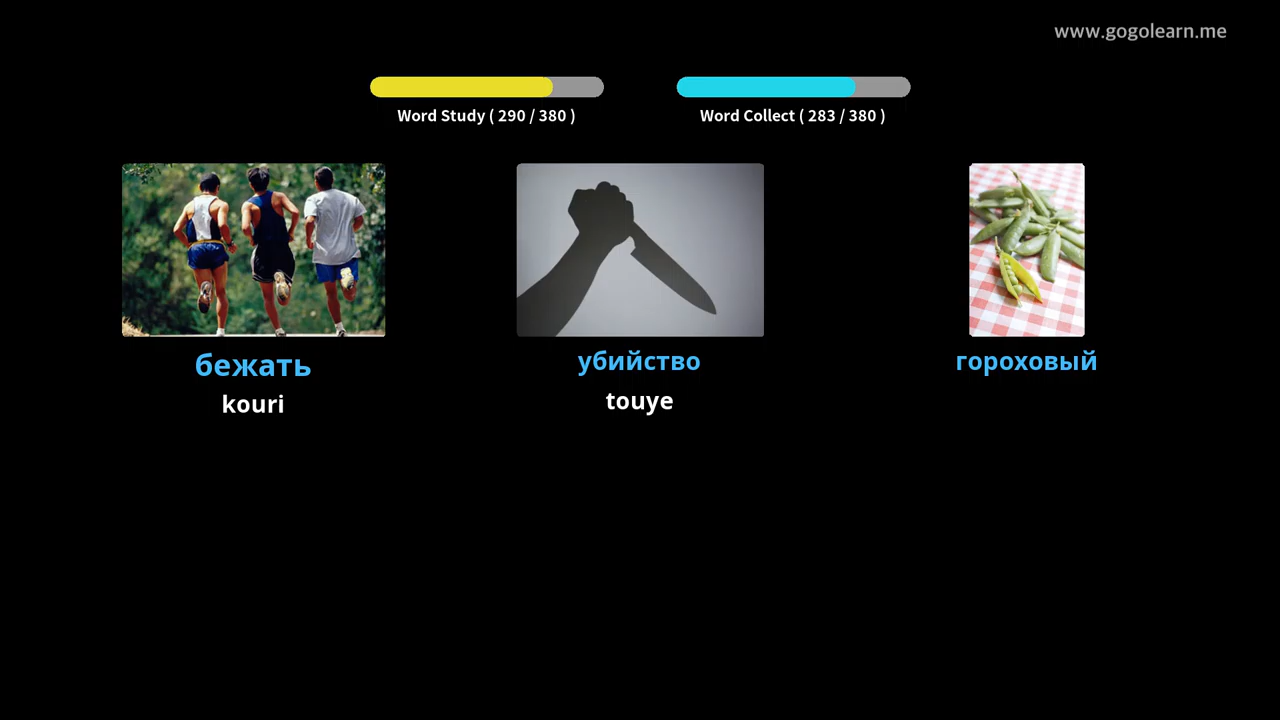 www.gogolearn.me
Word Study ( 290 / 380 )
Word Collect ( 283 / 380 )
бежать
убийство
гороховый
kouri
touye